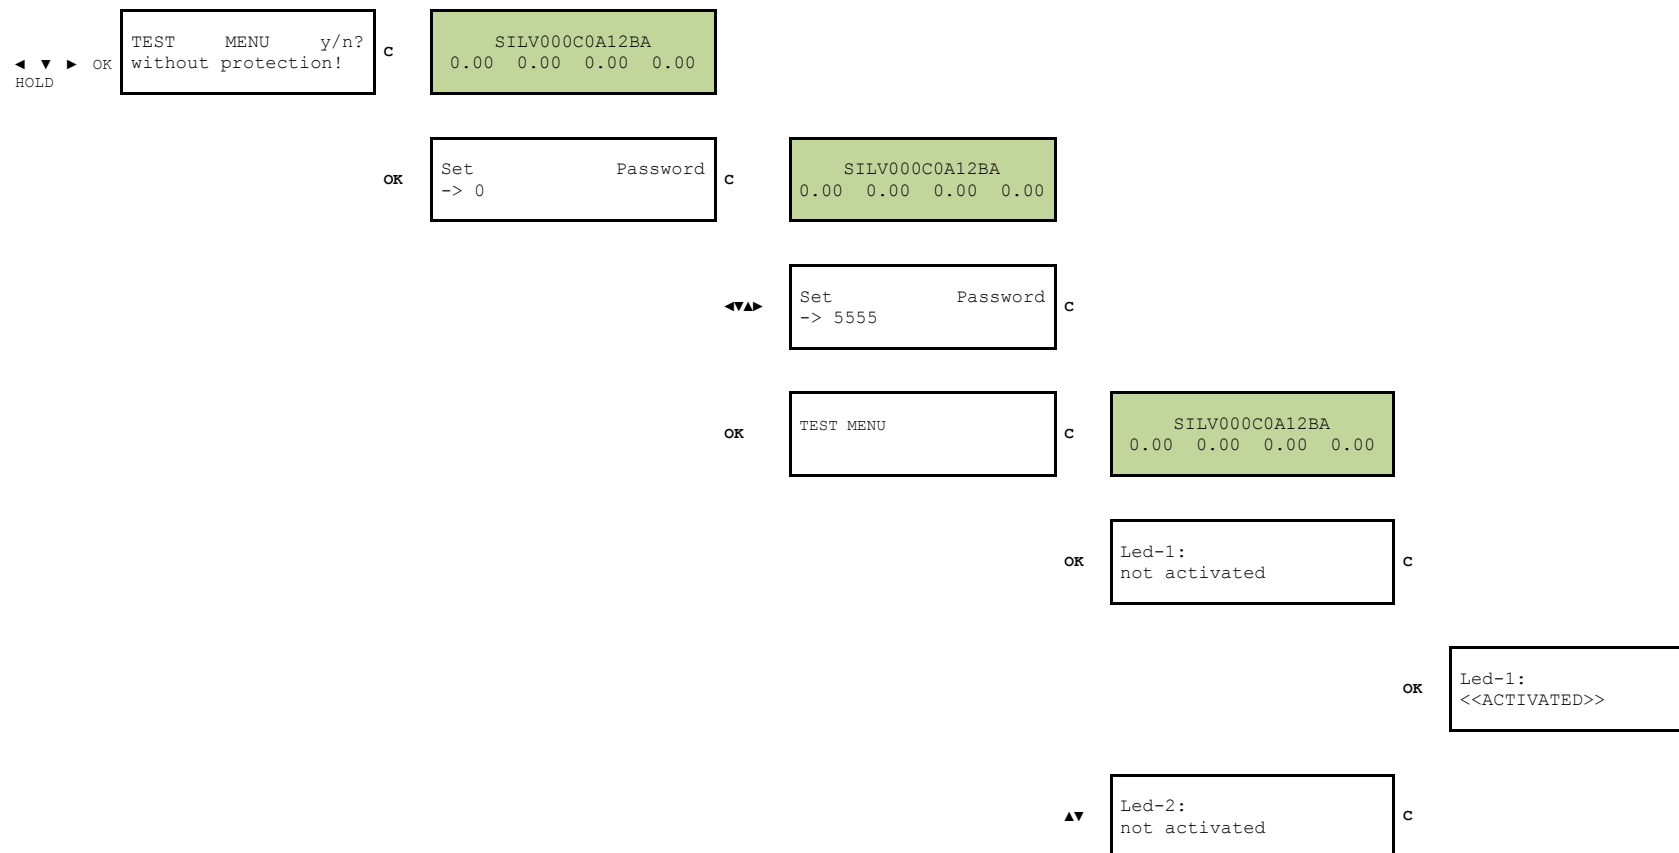 ◄ ▼ ► OK
HOLD
TEST MENU y/n?
without protection!
C
SILV000C0A12BA
0.00 0.00 0.00 0.00
OK
Set Password
-> 0
C
SILV000C0A12BA
0.00 0.00 0.00 0.00
◄▼▲►
Set Password
-> 5555
C
OK
TEST MENU
C
SILV000C0A12BA
0.00 0.00 0.00 0.00
OK
Led-1:
not activated
C
OK
Led-1:
<<ACTIVATED>>
▲▼
Led-2:
not activated
C